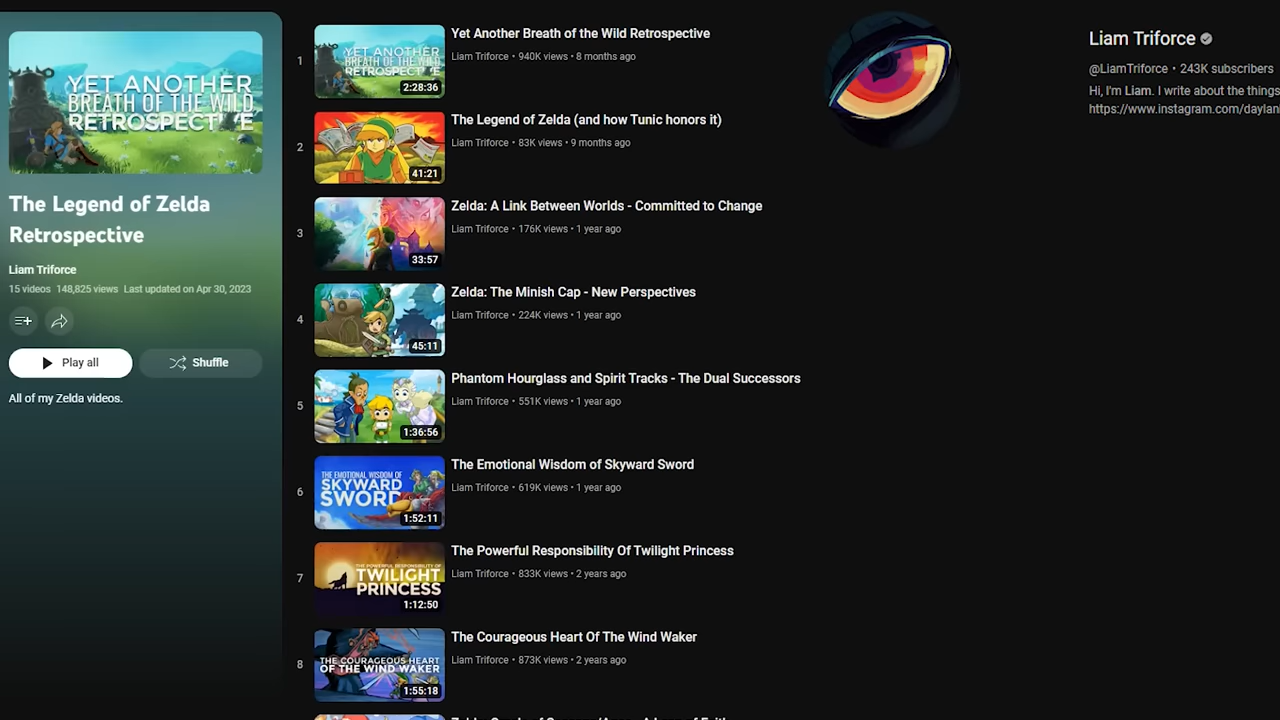 YET ANOTHER
BREATH OF THE WILD
RETROSPECTIVE
The Legend of Zelda
Retrospective
Liam Triforce
15 videos 148,825 views Last updated on Apr 30, 2023
Play all
Shuffle
All of my Zelda videos.
1
YET ANOTHER
BREATH OF THE WILD
RETROSPECTIVE
2:28:36
Yet Another Breath of the Wild Retrospective
Liam Triforce • 940K views • 8 months ago
2
41:21
The Legend of Zelda (and how Tunic honors it)
Liam Triforce • 83K views • 9 months ago
3
33:57
Zelda: A Link Between Worlds - Committed to Change
Liam Triforce • 176K views • 1 year ago
4
45:11
Zelda: The Minish Cap - New Perspectives
Liam Triforce • 224K views • 1 year ago
5
1:36:56
Phantom Hourglass and Spirit Tracks - The Dual Successors
Liam Triforce • 551K views • 1 year ago
6
THE EMOTIONAL WISDOM OF
SKYWARD
SWORD
1:52:11
The Emotional Wisdom of Skyward Sword
Liam Triforce • 619K views • 1 year ago
7
THE POWERFUL RESPONSIBILITY OF
TWILIGHT
PRINCESS
1:12:50
The Powerful Responsibility Of Twilight Princess
Liam Triforce • 833K views • 2 years ago
8
THE COURAGEOUS HEART
OF THE WIND WAKER
1:55:18
The Courageous Heart Of The Wind Waker
Liam Triforce • 873K views • 2 years ago
Liam Triforce
@LiamTriforce • 243K subscribers
Hi, I'm Liam. I write about the things
https://www.instagram.com/daylan